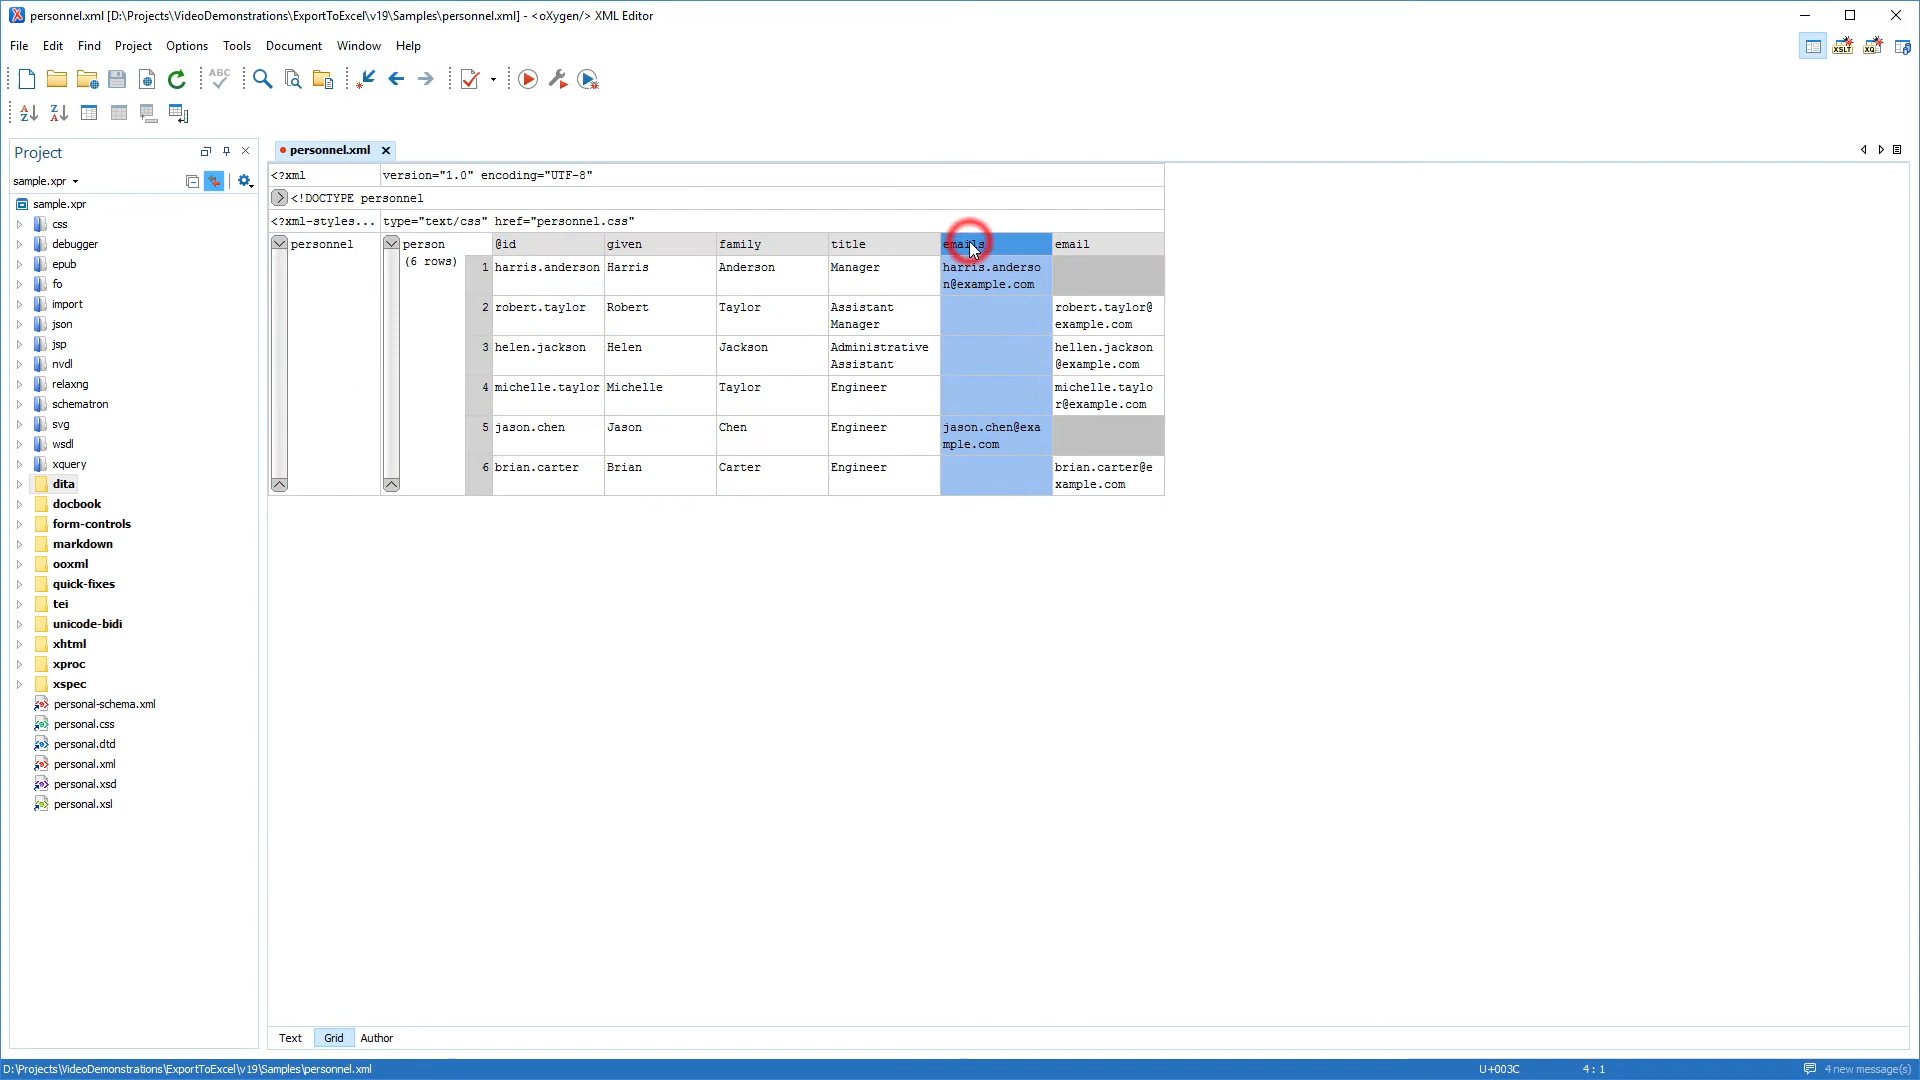 personnel.xml [D:\Projects\VideoDemonstrations\ExportToExcel\v19\Samples\personnel.xml] - <oXygen/> XML Editor
File Edit Find Project Options Tools Document Window Help
XSLT XQ
ABC
A Z Z A
Project
personnel.xml
sample.xpr
sample.xpr
css
debugger
epub
fo
import
json
jsp
nvdl
relaxng
schematron
svg
wsdl
xquery
dita
docbook
form-controls
markdown
ooxml
quick-fixes
tei
unicode-bidi
xhtml
xproc
xspec
personal-schema.xml
personal.css
personal.dtd
personal.xml
personal.xsd
personal.xsl
<?xml version="1.0" encoding="UTF-8"
<!DOCTYPE personnel
<?xml-styles... type="text/css" href="personnel.css"
personnel person @id given family title emails email
(6 rows)
1 harris.anderson Harris Anderson Manager harris.anderso
n@example.com
2 robert.taylor Robert Taylor Assistant robert.taylor@
Manager example.com
3 helen.jackson Helen Jackson Administrative hellen.jackson
Assistant @example.com
4 michelle.taylor Michelle Taylor Engineer michelle.taylo
r@example.com
5 jason.chen Jason Chen Engineer jason.chen@exa
mple.com
6 brian.carter Brian Carter Engineer brian.carter@e
xample.com
Text Grid Author
D:\Projects\VideoDemonstrations\ExportToExcel\v19\Samples\personnel.xml U+003C 4 : 1 4 new message(s)